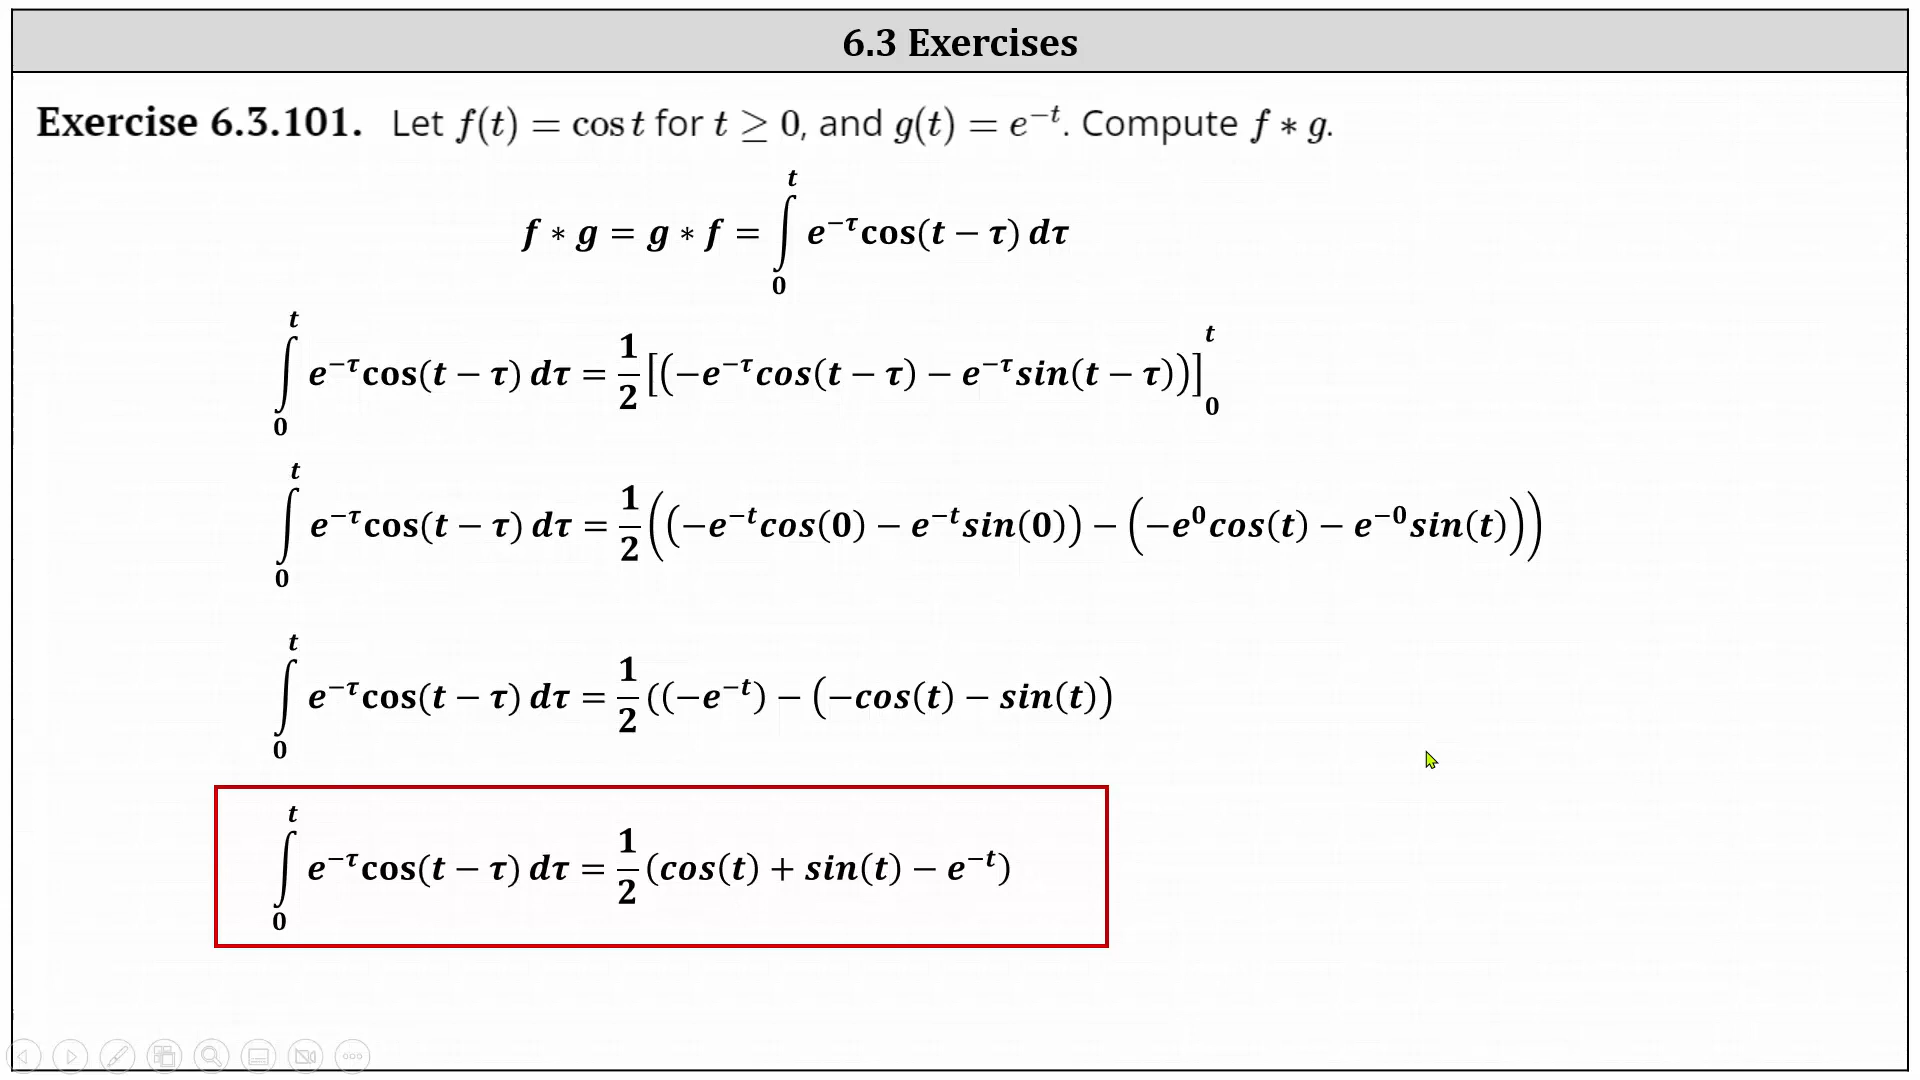 6.3 Exercises
Exercise 6.3.101. Let f(t) = cos t for t ≥ 0, and g(t) = e^{−t}. Compute f ∗ g.
f ∗ g = g ∗ f = ∫_0^t e^{−τ}cos(t − τ) dτ
∫_0^t e^{−τ}cos(t − τ) dτ = 1/2 [(−e^{−τ}cos(t − τ) − e^{−τ}sin(t − τ))]_0^t
∫_0^t e^{−τ}cos(t − τ) dτ = 1/2 ((−e^{−t}cos(0) − e^{−t}sin(0)) − (−e^0cos(t) − e^{−0}sin(t)))
∫_0^t e^{−τ}cos(t − τ) dτ = 1/2 ((−e^{−t}) − (−cos(t) − sin(t))
∫_0^t e^{−τ}cos(t − τ) dτ = 1/2 (cos(t) + sin(t) − e^{−t})